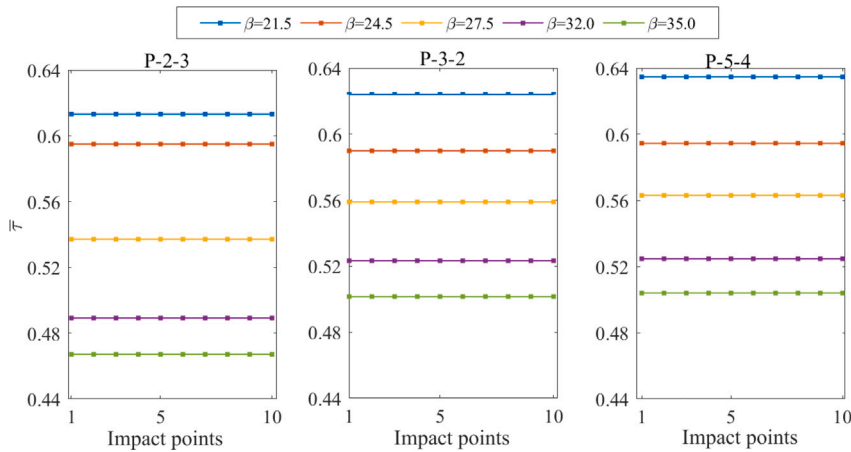 β=21.5 β=24.5 β=27.5 β=32.0 β=35.0
P-2-3 P-3-2 P-5-4
0.64 0.64 0.64
0.6 0.6 0.6
0.56 0.56 0.56
τ̅
0.52 0.52 0.52
0.48 0.48 0.48
0.44 0.44 0.44
1 5 10 1 5 10 1 5 10
Impact points Impact points Impact points